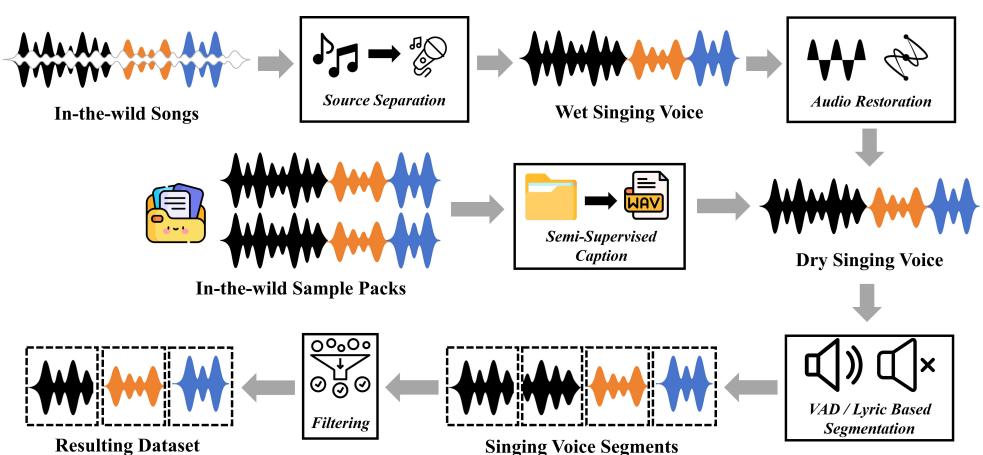 Source Separation
Audio Restoration
In-the-wild Songs
Wet Singing Voice
WAV
Semi-Supervised
Caption
Dry Singing Voice
In-the-wild Sample Packs
VAD / Lyric Based
Segmentation
Filtering
Resulting Dataset
Singing Voice Segments